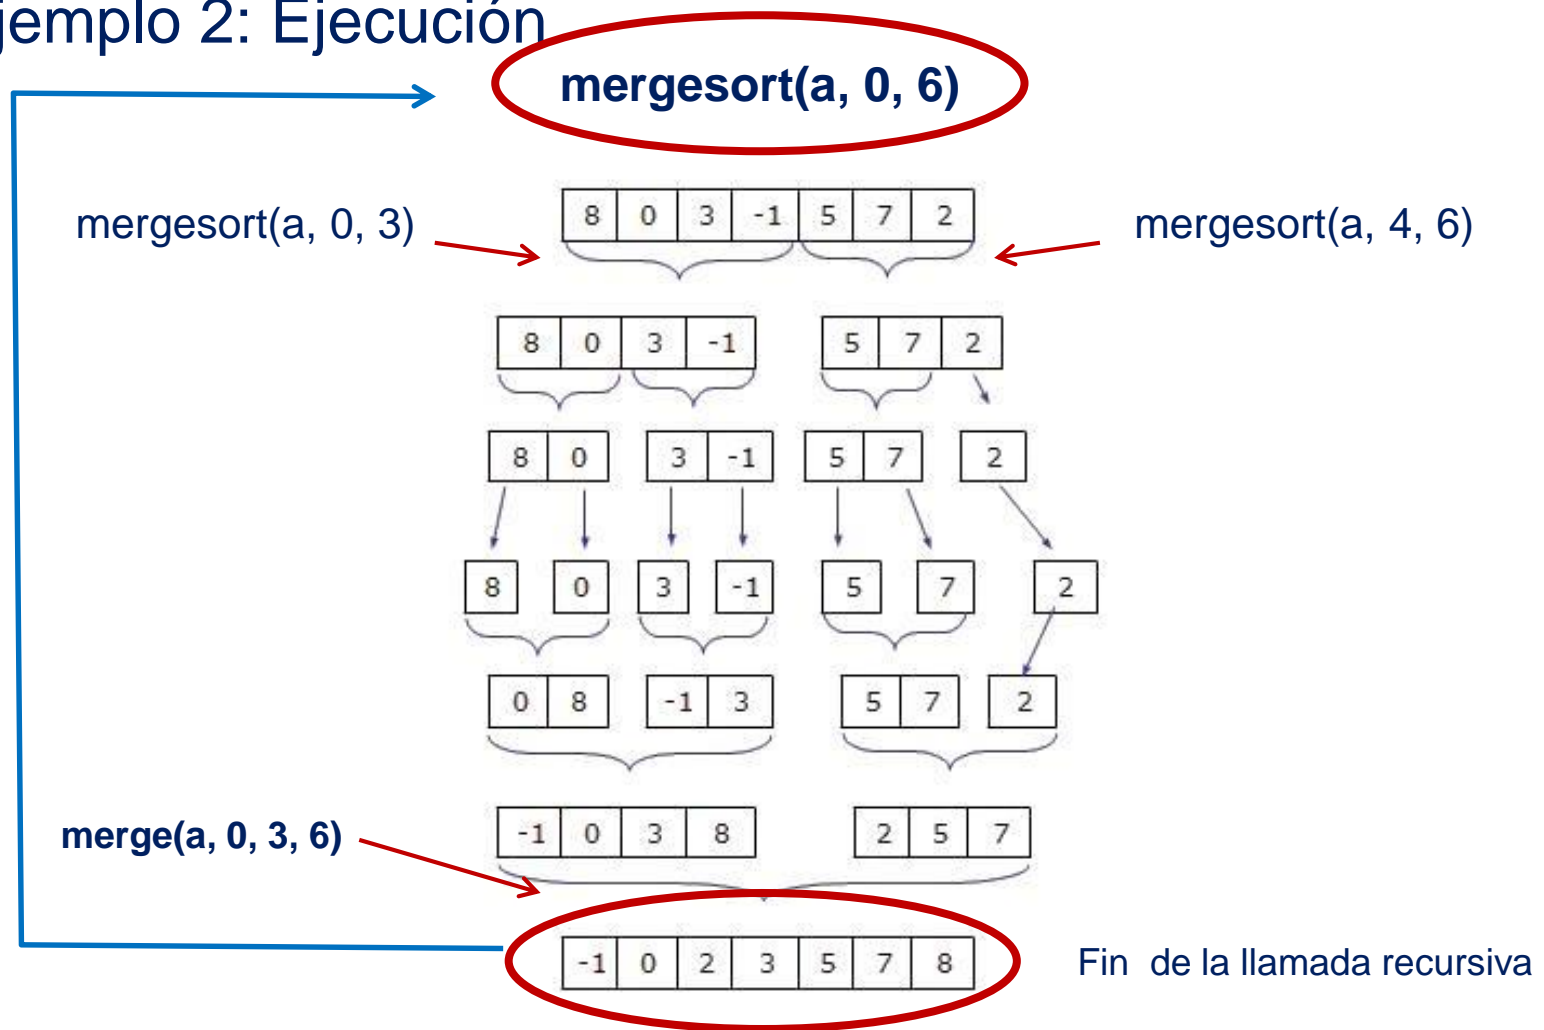 jemplo 2: Ejecución
mergesort(a, 0, 6)
mergesort(a, 0, 3)
8 0 3 -1 5 7 2
mergesort(a, 4, 6)
8 0 3 -1 5 7 2
8 0 3 -1 5 7 2
8 0 3 -1 5 7 2
0 8 -1 3 5 7 2
merge(a, 0, 3, 6)
-1 0 3 8 2 5 7
-1 0 2 3 5 7 8
Fin de la llamada recursiva